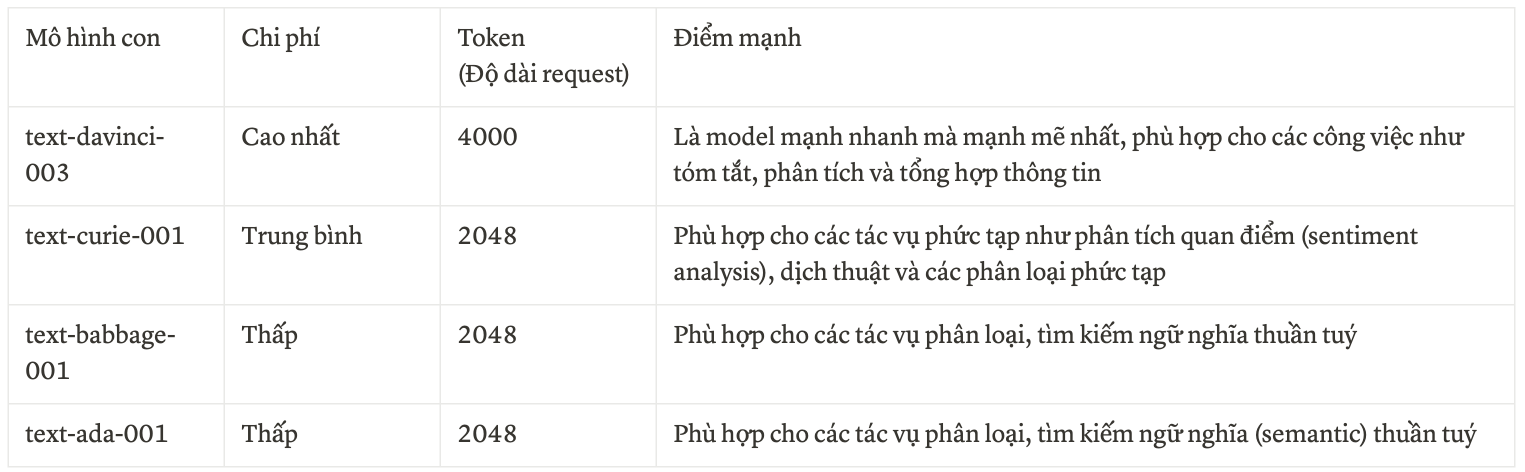 Mô hình con
Chi phí
Token
(Độ dài request)
Điểm mạnh
text-davinci-
003
Cao nhất
4000
Là model mạnh nhanh mà mạnh mẽ nhất, phù hợp cho các công việc như
tóm tắt, phân tích và tổng hợp thông tin
text-curie-001
Trung bình
2048
Phù hợp cho các tác vụ phức tạp như phân tích quan điểm (sentiment
analysis), dịch thuật và các phân loại phức tạp
text-babbage-
001
Thấp
2048
Phù hợp cho các tác vụ phân loại, tìm kiếm ngữ nghĩa thuần tuý
text-ada-001
Thấp
2048
Phù hợp cho các tác vụ phân loại, tìm kiếm ngữ nghĩa (semantic) thuần tuý